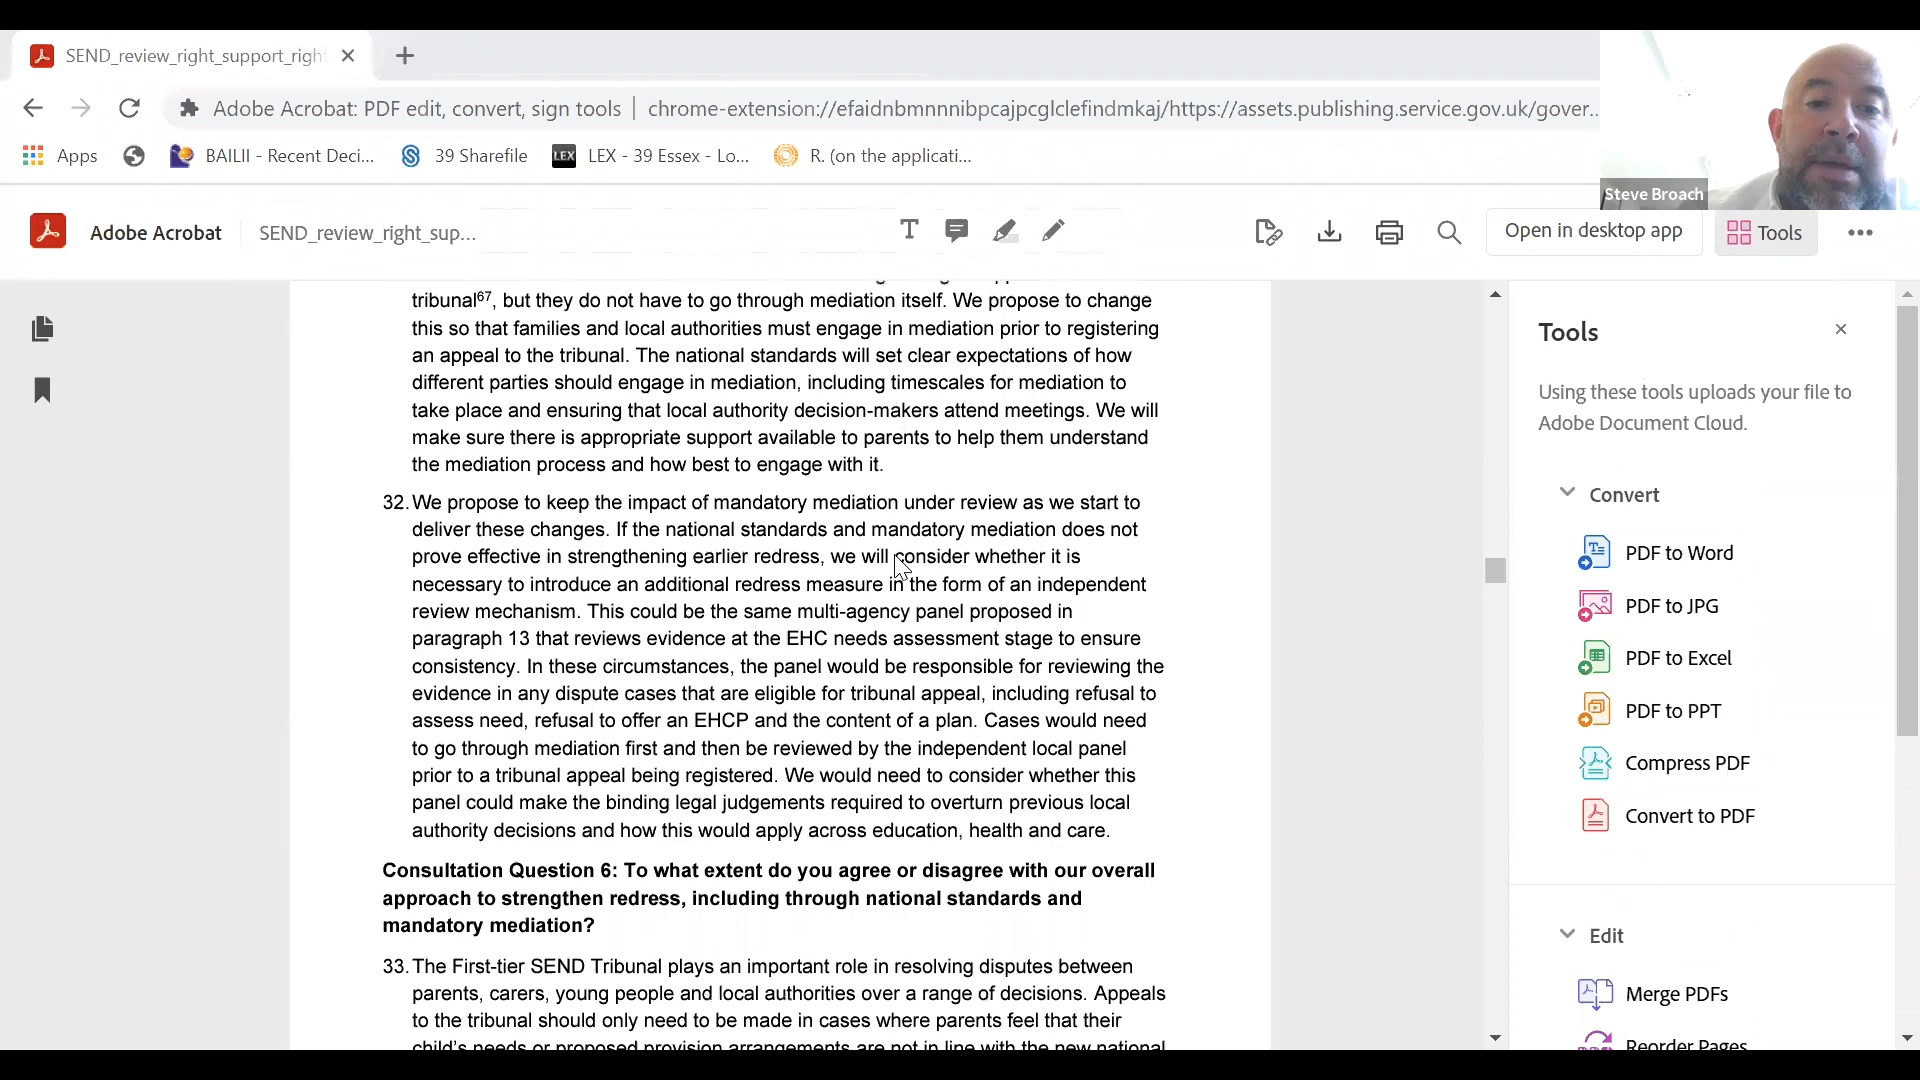 SEND_review_right_support_right
Adobe Acrobat: PDF edit, convert, sign tools | chrome-extension://efaidnbmnnnibpcajpcglclefindmkaj/https://assets.publishing.service.gov.uk/gover...
Apps
BAILII - Recent Deci...
39 Sharefile
LEX
LEX - 39 Essex - Lo...
R. (on the applicati...
Steve Broach
Adobe Acrobat
SEND_review_right_sup...
Open in desktop app
Tools
tribunal⁶⁷, but they do not have to go through mediation itself. We propose to change
this so that families and local authorities must engage in mediation prior to registering
an appeal to the tribunal. The national standards will set clear expectations of how
different parties should engage in mediation, including timescales for mediation to
take place and ensuring that local authority decision-makers attend meetings. We will
make sure there is appropriate support available to parents to help them understand
the mediation process and how best to engage with it.
32. We propose to keep the impact of mandatory mediation under review as we start to
deliver these changes. If the national standards and mandatory mediation does not
prove effective in strengthening earlier redress, we will consider whether it is
necessary to introduce an additional redress measure in the form of an independent
review mechanism. This could be the same multi-agency panel proposed in
paragraph 13 that reviews evidence at the EHC needs assessment stage to ensure
consistency. In these circumstances, the panel would be responsible for reviewing the
evidence in any dispute cases that are eligible for tribunal appeal, including refusal to
assess need, refusal to offer an EHCP and the content of a plan. Cases would need
to go through mediation first and then be reviewed by the independent local panel
prior to a tribunal appeal being registered. We would need to consider whether this
panel could make the binding legal judgements required to overturn previous local
authority decisions and how this would apply across education, health and care.
Consultation Question 6: To what extent do you agree or disagree with our overall
approach to strengthen redress, including through national standards and
mandatory mediation?
33. The First-tier SEND Tribunal plays an important role in resolving disputes between
parents, carers, young people and local authorities over a range of decisions. Appeals
to the tribunal should only need to be made in cases where parents feel that their
child's needs or proposed provision arrangements are not in line with the new national
Tools
Using these tools uploads your file to
Adobe Document Cloud.
Convert
PDF to Word
PDF to JPG
PDF to Excel
PDF to PPT
Compress PDF
Convert to PDF
Edit
Merge PDFs
Reorder Pages